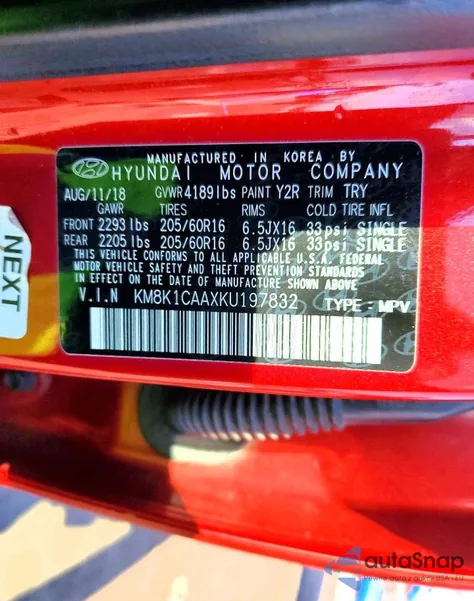 MANUFACTURED IN KOREA BY
HYUNDAI MOTOR COMPANY
AUG/11/18 GVWR 4189lbs PAINT Y2R TRIM TRY
GAWR TIRES RIMS COLD TIRE INFL
FRONT 2293lbs 205/60R16 6.5JX16 33psi SINGLE
REAR 2205lbs 205/60R16 6.5JX16 33psi SINGLE
THIS VEHICLE CONFORMS TO ALL APPLICABLE U.S.A. FEDERAL
MOTOR VEHICLE SAFETY AND THEFT PREVENTION STANDARDS IN
EFFECT ON THE DATE OF MANUFACTURE SHOWN ABOVE.
V.I.N KM8K1CAAXKU197832 TYPE : MPV
NEXT
autaSnap